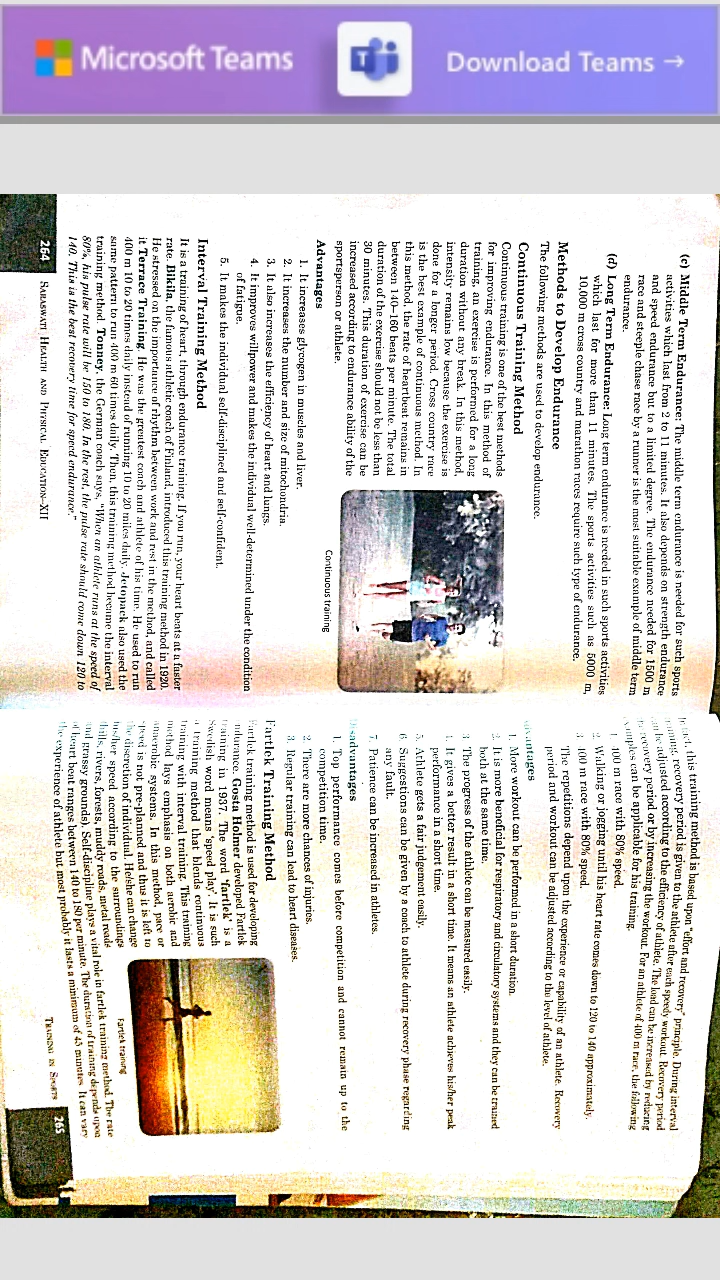 Microsoft Teams
Download Teams →
(c) Middle Term Endurance: The middle term endurance is needed for such sports
activities which last from 2 to 11 minutes. It also depends on strength endurance
and speed endurance but to a limited degree. The endurance needed for 1500 m
race and steeple chase race by a runner is the most suitable example of middle term
endurance.
(d) Long Term Endurance: Long term endurance is needed in such sports activities
which last for more than 11 minutes. The sports activities such as 5000 m,
10,000 m cross country and marathon races require such type of endurance.
Methods to Develop Endurance
The following methods are used to develop endurance.
Continuous Training Method
Continuous training is one of the best methods
for improving endurance. In this method of
training, an exercise is performed for a long
duration without any break. In this method,
intensity remains low because the exercise is
done for a longer period. Cross country race
is the best example of continuous method. In
this method, the rate of heartbeat remains in
between 140–160 beats per minute. The total
duration of the exercise should not be less than
30 minutes. This duration of exercise can be
increased according to endurance ability of the
sportsperson or athlete
Continuous training
Advantages
1. It increases glycogen in muscles and liver.
2. It increases the number and size of mitochondria.
3. It also increases the efficiency of heart and lungs.
4. It improves willpower and makes the individual well-determined under the condition
of fatigue.
5. It makes the individual self-disciplined and self-confident.
Interval Training Method
It is a training of heart, through endurance training. If you run, your heart beats at a faster
rate. Bikila, the famous athletic coach of Finland, introduced this training method in 1920.
He stressed on the importance of rhythm between work and rest in the method, and called
it Terrace Training. He was the greatest coach and athlete of his time. He used to run
400 m 10 to 20 times daily instead of running 10 to 20 miles daily. Jetopack also used the
same pattern to run 400 m 60 times daily. Thus, this training method became the interval
training method. Tonney, the German coach says, "When an athlete runs at the speed of
80%, his pulse rate will be 150 to 180. In the rest, the pulse rate should come down 120 to
140. This is the best recovery time for speed endurance."
264 SARASWATI HEALTH AND PHYSICAL EDUCATION–XII
this training method is based upon "effort and recovery" principle. During interval
recovery period is given to the athlete after each speedy workout. Recovery period
adjusted according to the efficiency of athlete. The load can be increased by reducing
recovery period or by increasing the workout. For an athlete of 400 m race, the following
can be applicable for his training.
1. 100 m race with 80% speed.
2. Walking or jogging until his heart rate comes down to 120 to 140 approximately.
3. 100 m race with 80% speed.
The repetitions depend upon the experience or capability of an athlete. Recovery
period and workout can be adjusted according to the level of athlete.
Advantages
1. More workout can be performed in a short duration.
2. It is more beneficial for respiratory and circulatory systems and they can be trained
both at the same time.
3. The progress of the athlete can be measured easily.
4. It gives a better result in a short time. It means an athlete achieves his/her peak
performance in a short time.
5. Athlete gets a fair judgement easily.
6. Suggestions can be given by a coach to athlete during recovery phase regarding
any fault.
7. Patience can be increased in athletes.
Disadvantages
1. Top performance comes before competition and cannot remain up to the
competition time.
2. There are more chances of injuries.
3. Regular training can lead to heart diseases.
Fartlek Training Method
Fartlek training method is used for developing
endurance. Gosta Holmer developed Fartlek
training in 1937. The word 'fartlek' is a
Swedish word means 'speed play'. It is such
a training method that blends continuous
training with interval training. This training
method lays emphasis on both aerobic and
anaerobic systems. In this method, pace or
speed is not pre-planned and thus it is left to
the discretion of individual. He/she can change
his/her speed according to the surroundings
(hills, rivers, forests, muddy roads, metal roads
and grassy grounds). Self-discipline plays a vital role in fartlek training method. The rate
of heart beat ranges between 140 to 180 per minute. The duration of training depends upon
the experience of athlete but most probably it lasts a minimum of 45 minutes. It can vary
Fartlek training
TRAINING IN SPORTS 265